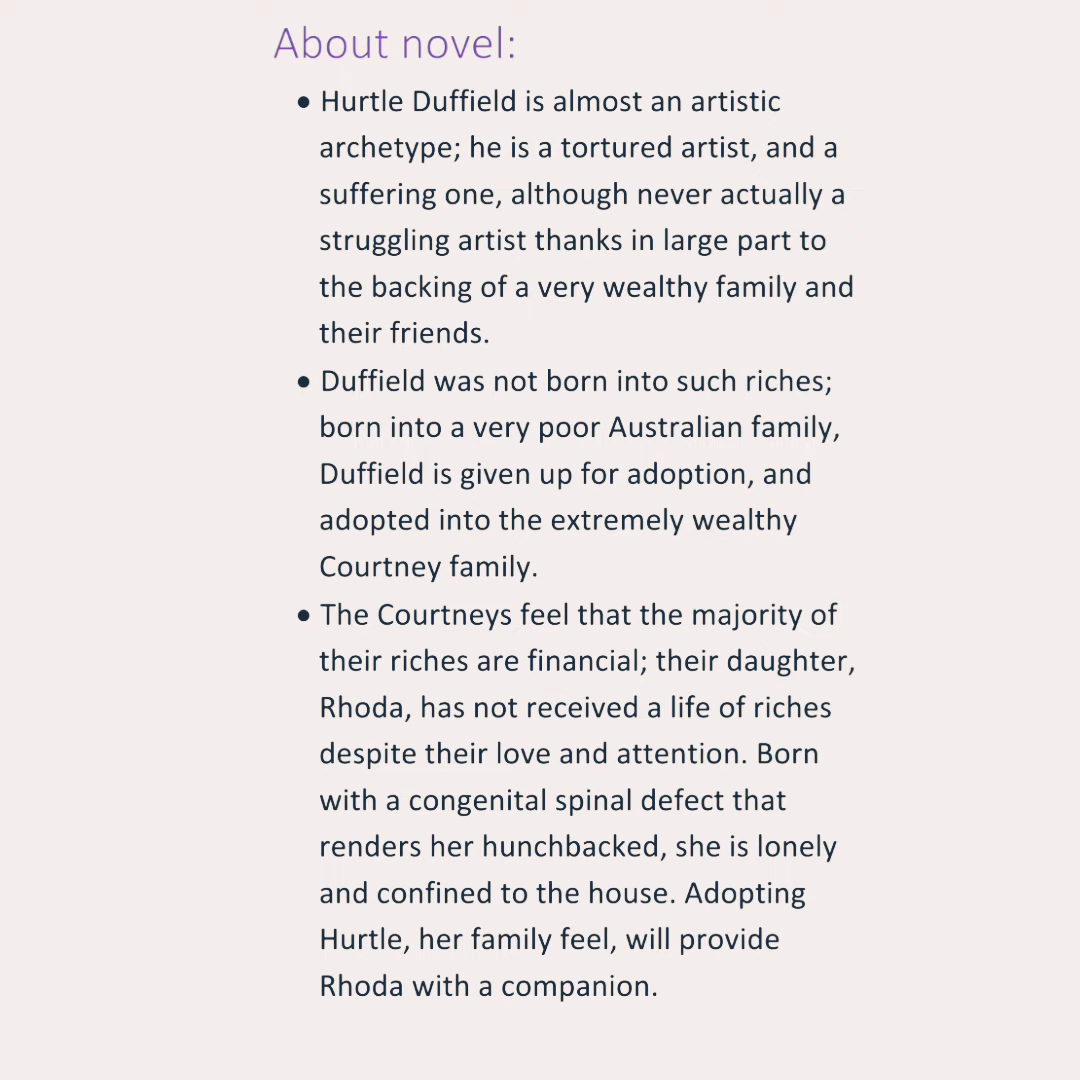 About novel:
• Hurtle Duffield is almost an artistic
archetype; he is a tortured artist, and a
suffering one, although never actually a
struggling artist thanks in large part to
the backing of a very wealthy family and
their friends.
• Duffield was not born into such riches;
born into a very poor Australian family,
Duffield is given up for adoption, and
adopted into the extremely wealthy
Courtney family.
• The Courtneys feel that the majority of
their riches are financial; their daughter,
Rhoda, has not received a life of riches
despite their love and attention. Born
with a congenital spinal defect that
renders her hunchbacked, she is lonely
and confined to the house. Adopting
Hurtle, her family feel, will provide
Rhoda with a companion.